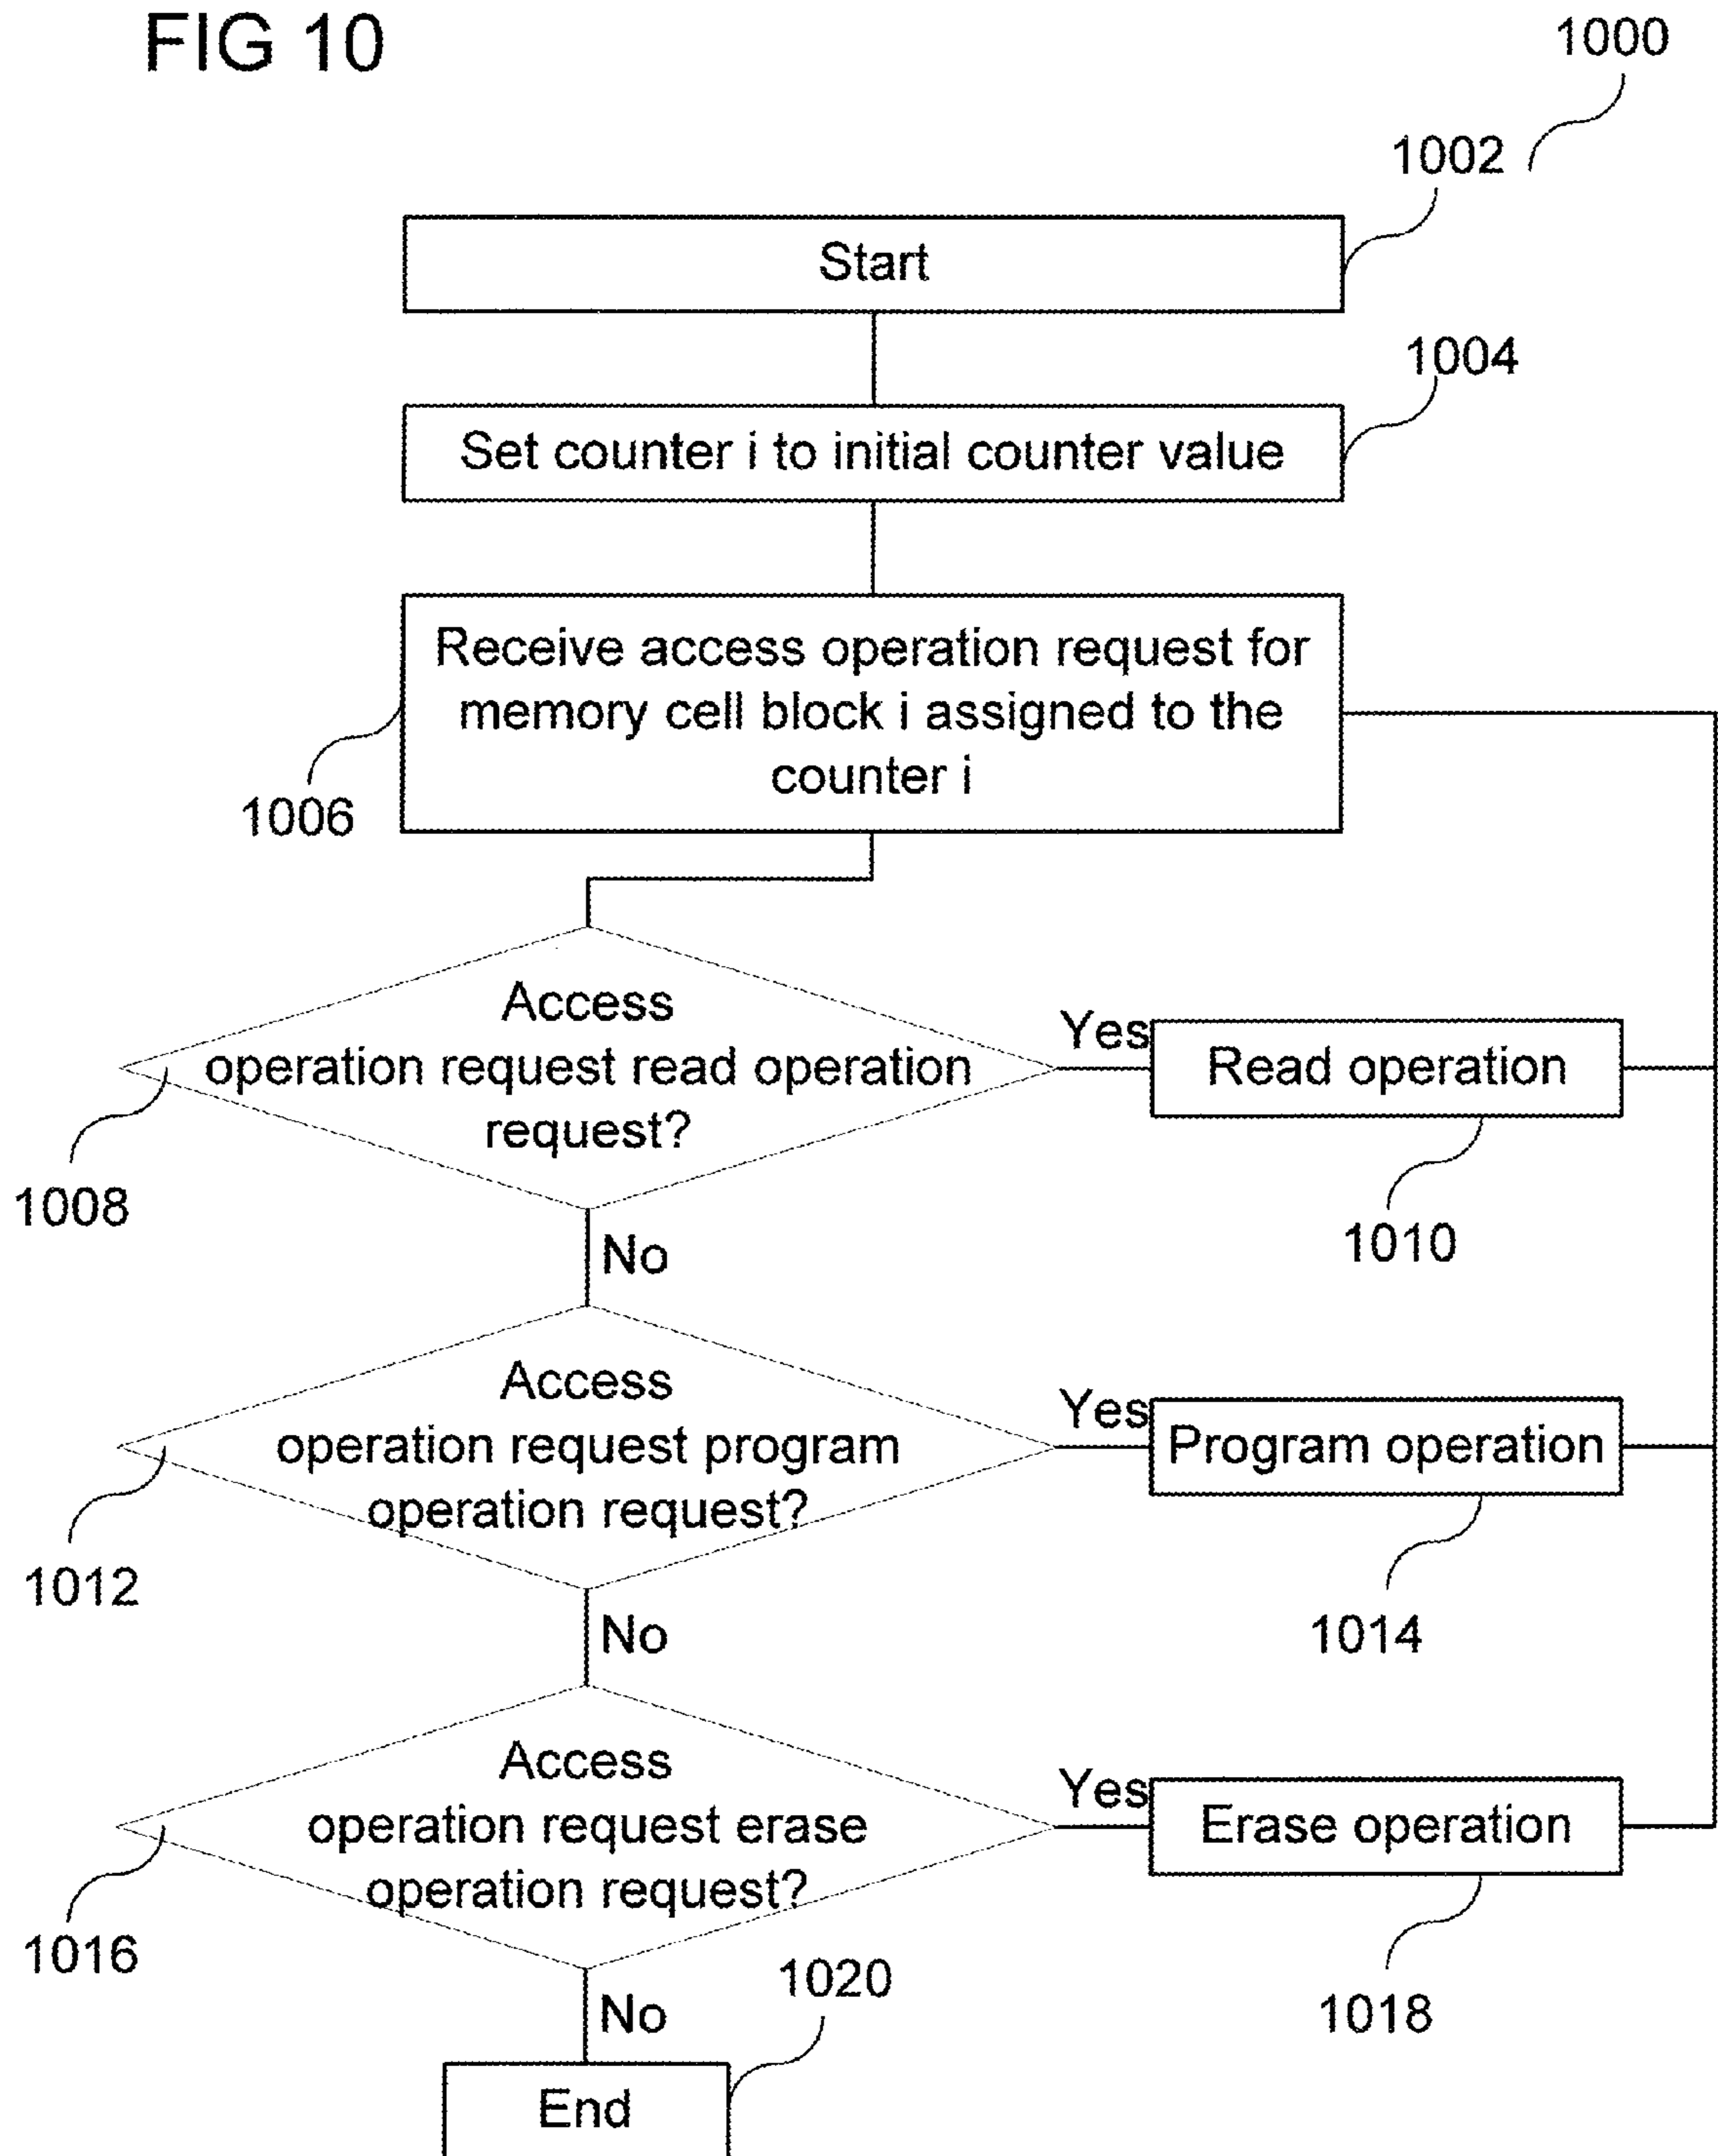 FIG 10
1000
1002
Start
1004
Set counter i to initial counter value
Receive access operation request for
memory cell block i assigned to the
counter i
1006
Access
operation request read operation
request?
Yes
Read operation
1008
1010
No
Access
operation request program
operation request?
Yes
Program operation
1012
1014
No
Access
operation request erase
operation request?
Yes
Erase operation
1016
1018
No
1020
End